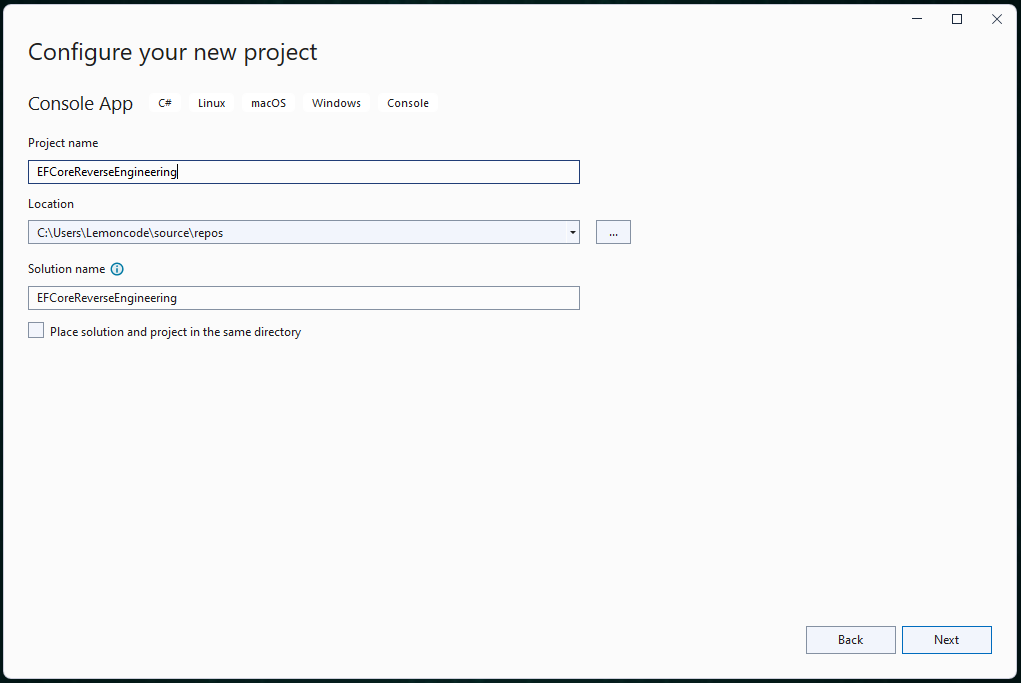 Configure your new project
Console App C# Linux macOS Windows Console
Project name
EFCoreReverseEngineering
Location
C:\Users\Lemoncode\source\repos
...
Solution name
EFCoreReverseEngineering
Place solution and project in the same directory
Back Next